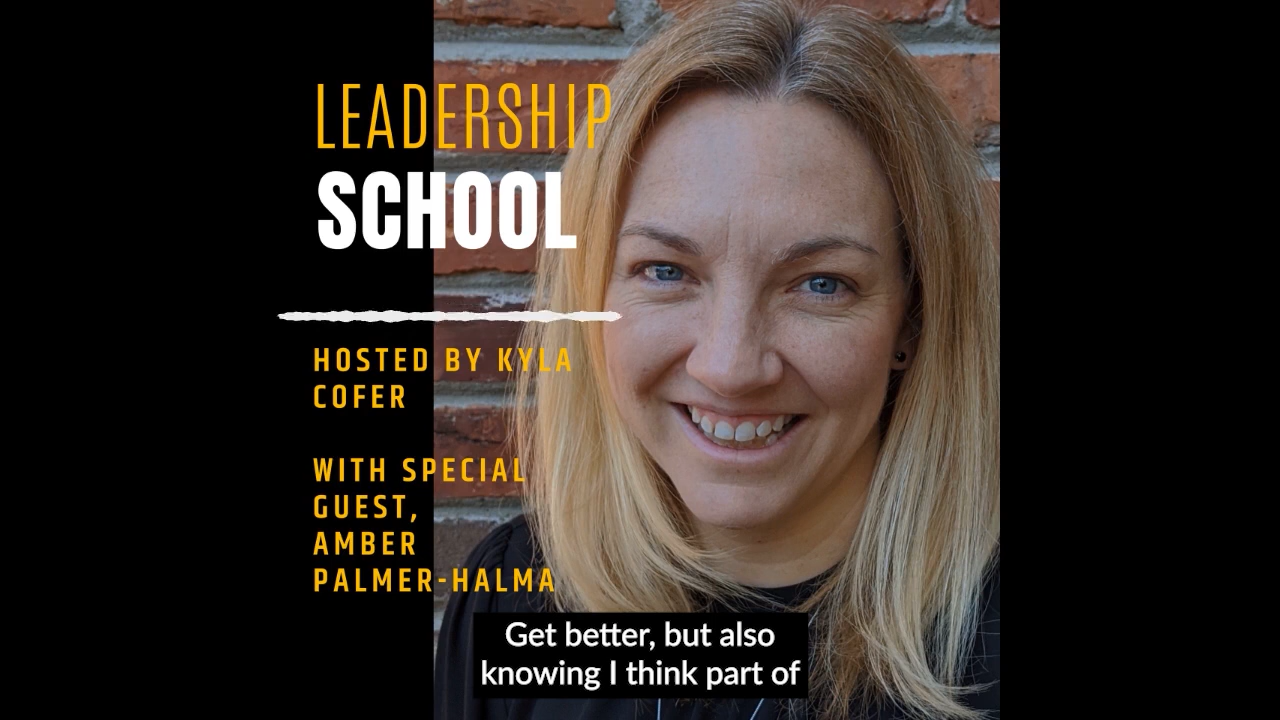 LEADERSHIP
SCHOOL
HOSTED BY KYLA
COFER
WITH SPECIAL
GUEST,
AMBER
PALMER-HALMA
Get better, but also
knowing I think part of